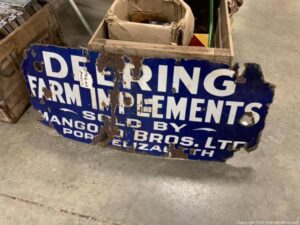 DEERING
FARM IMPLEMENTS
SOLD BY
BROS. LTD
ELIZABETH